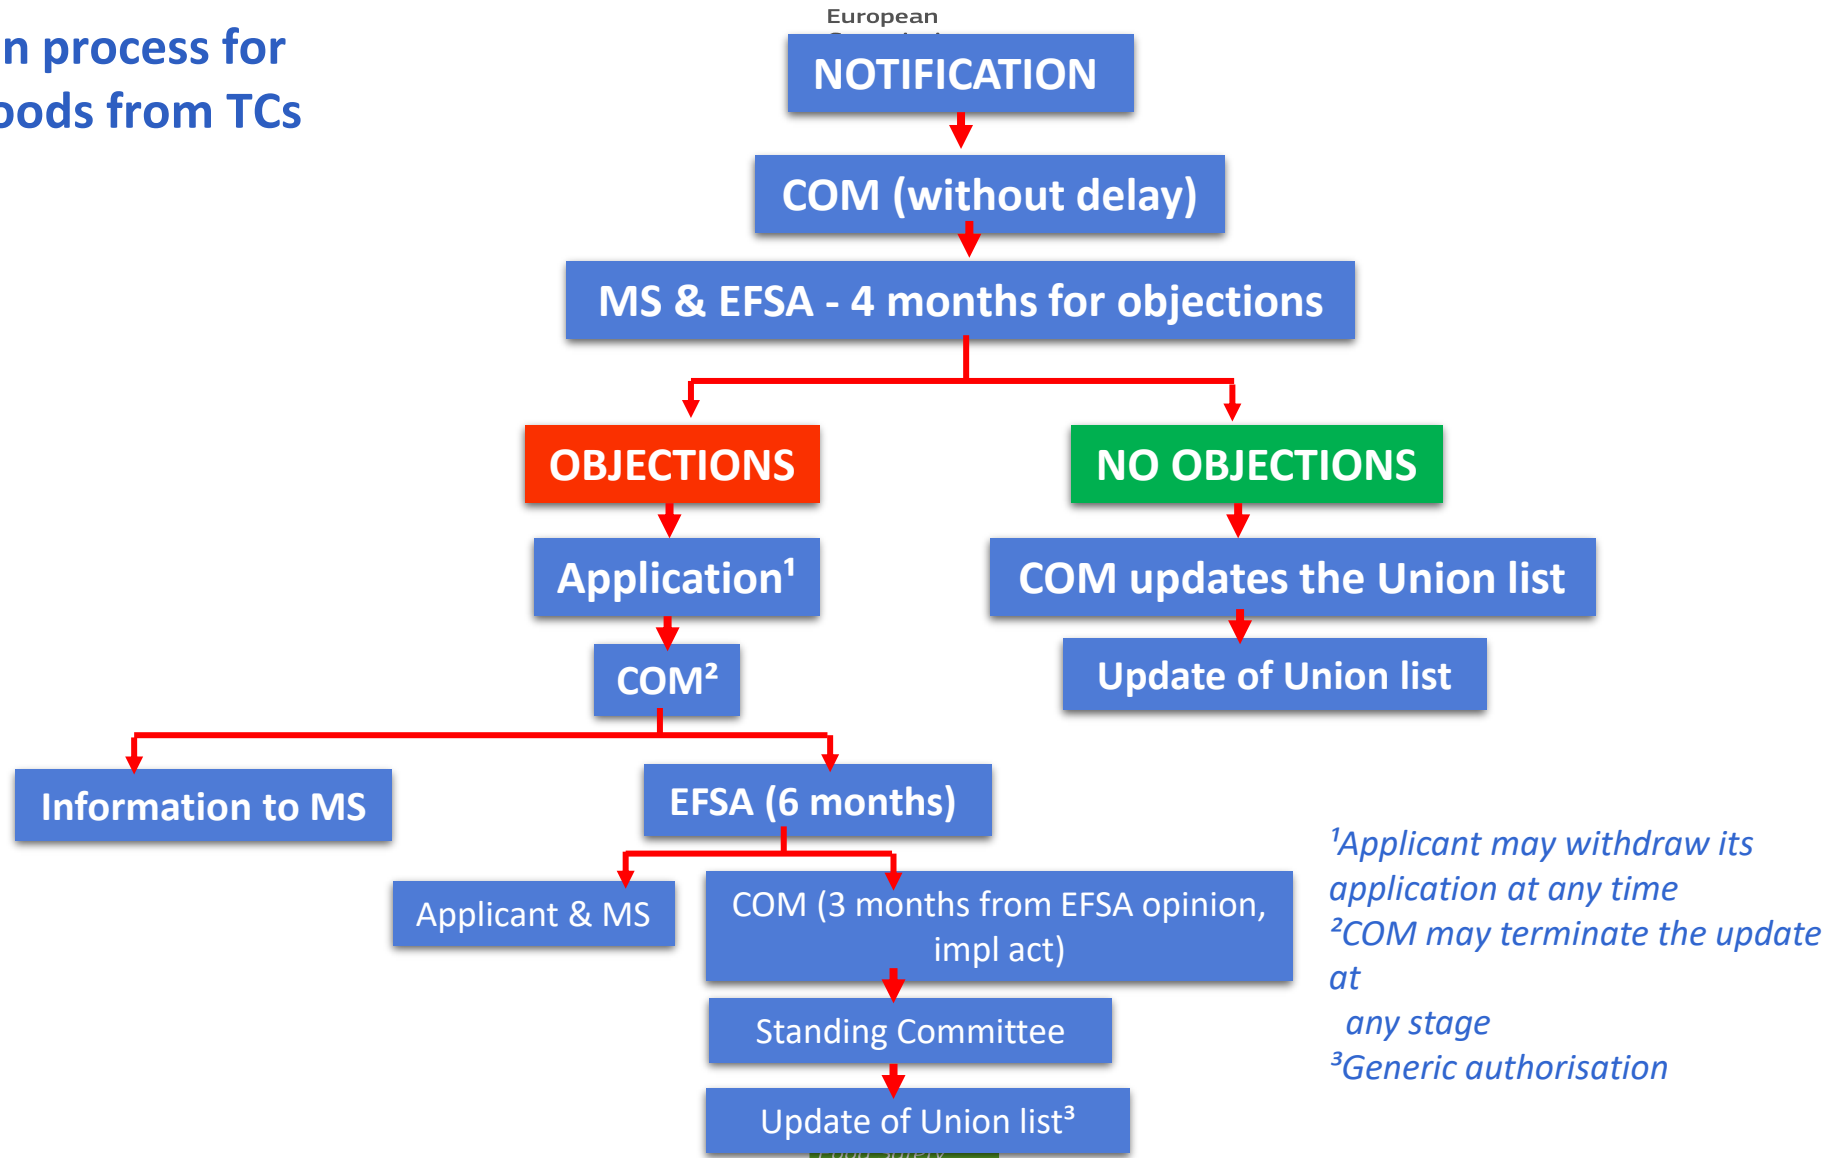 European
n process for
oods from TCs
NOTIFICATION
COM (without delay)
MS & EFSA - 4 months for objections
OBJECTIONS
NO OBJECTIONS
Application¹
COM updates the Union list
COM²
Update of Union list
Information to MS
EFSA (6 months)
Applicant & MS
COM (3 months from EFSA opinion,
impl act)
Standing Committee
Update of Union list³
¹Applicant may withdraw its
application at any time
²COM may terminate the update
at
any stage
³Generic authorisation
Food Safety